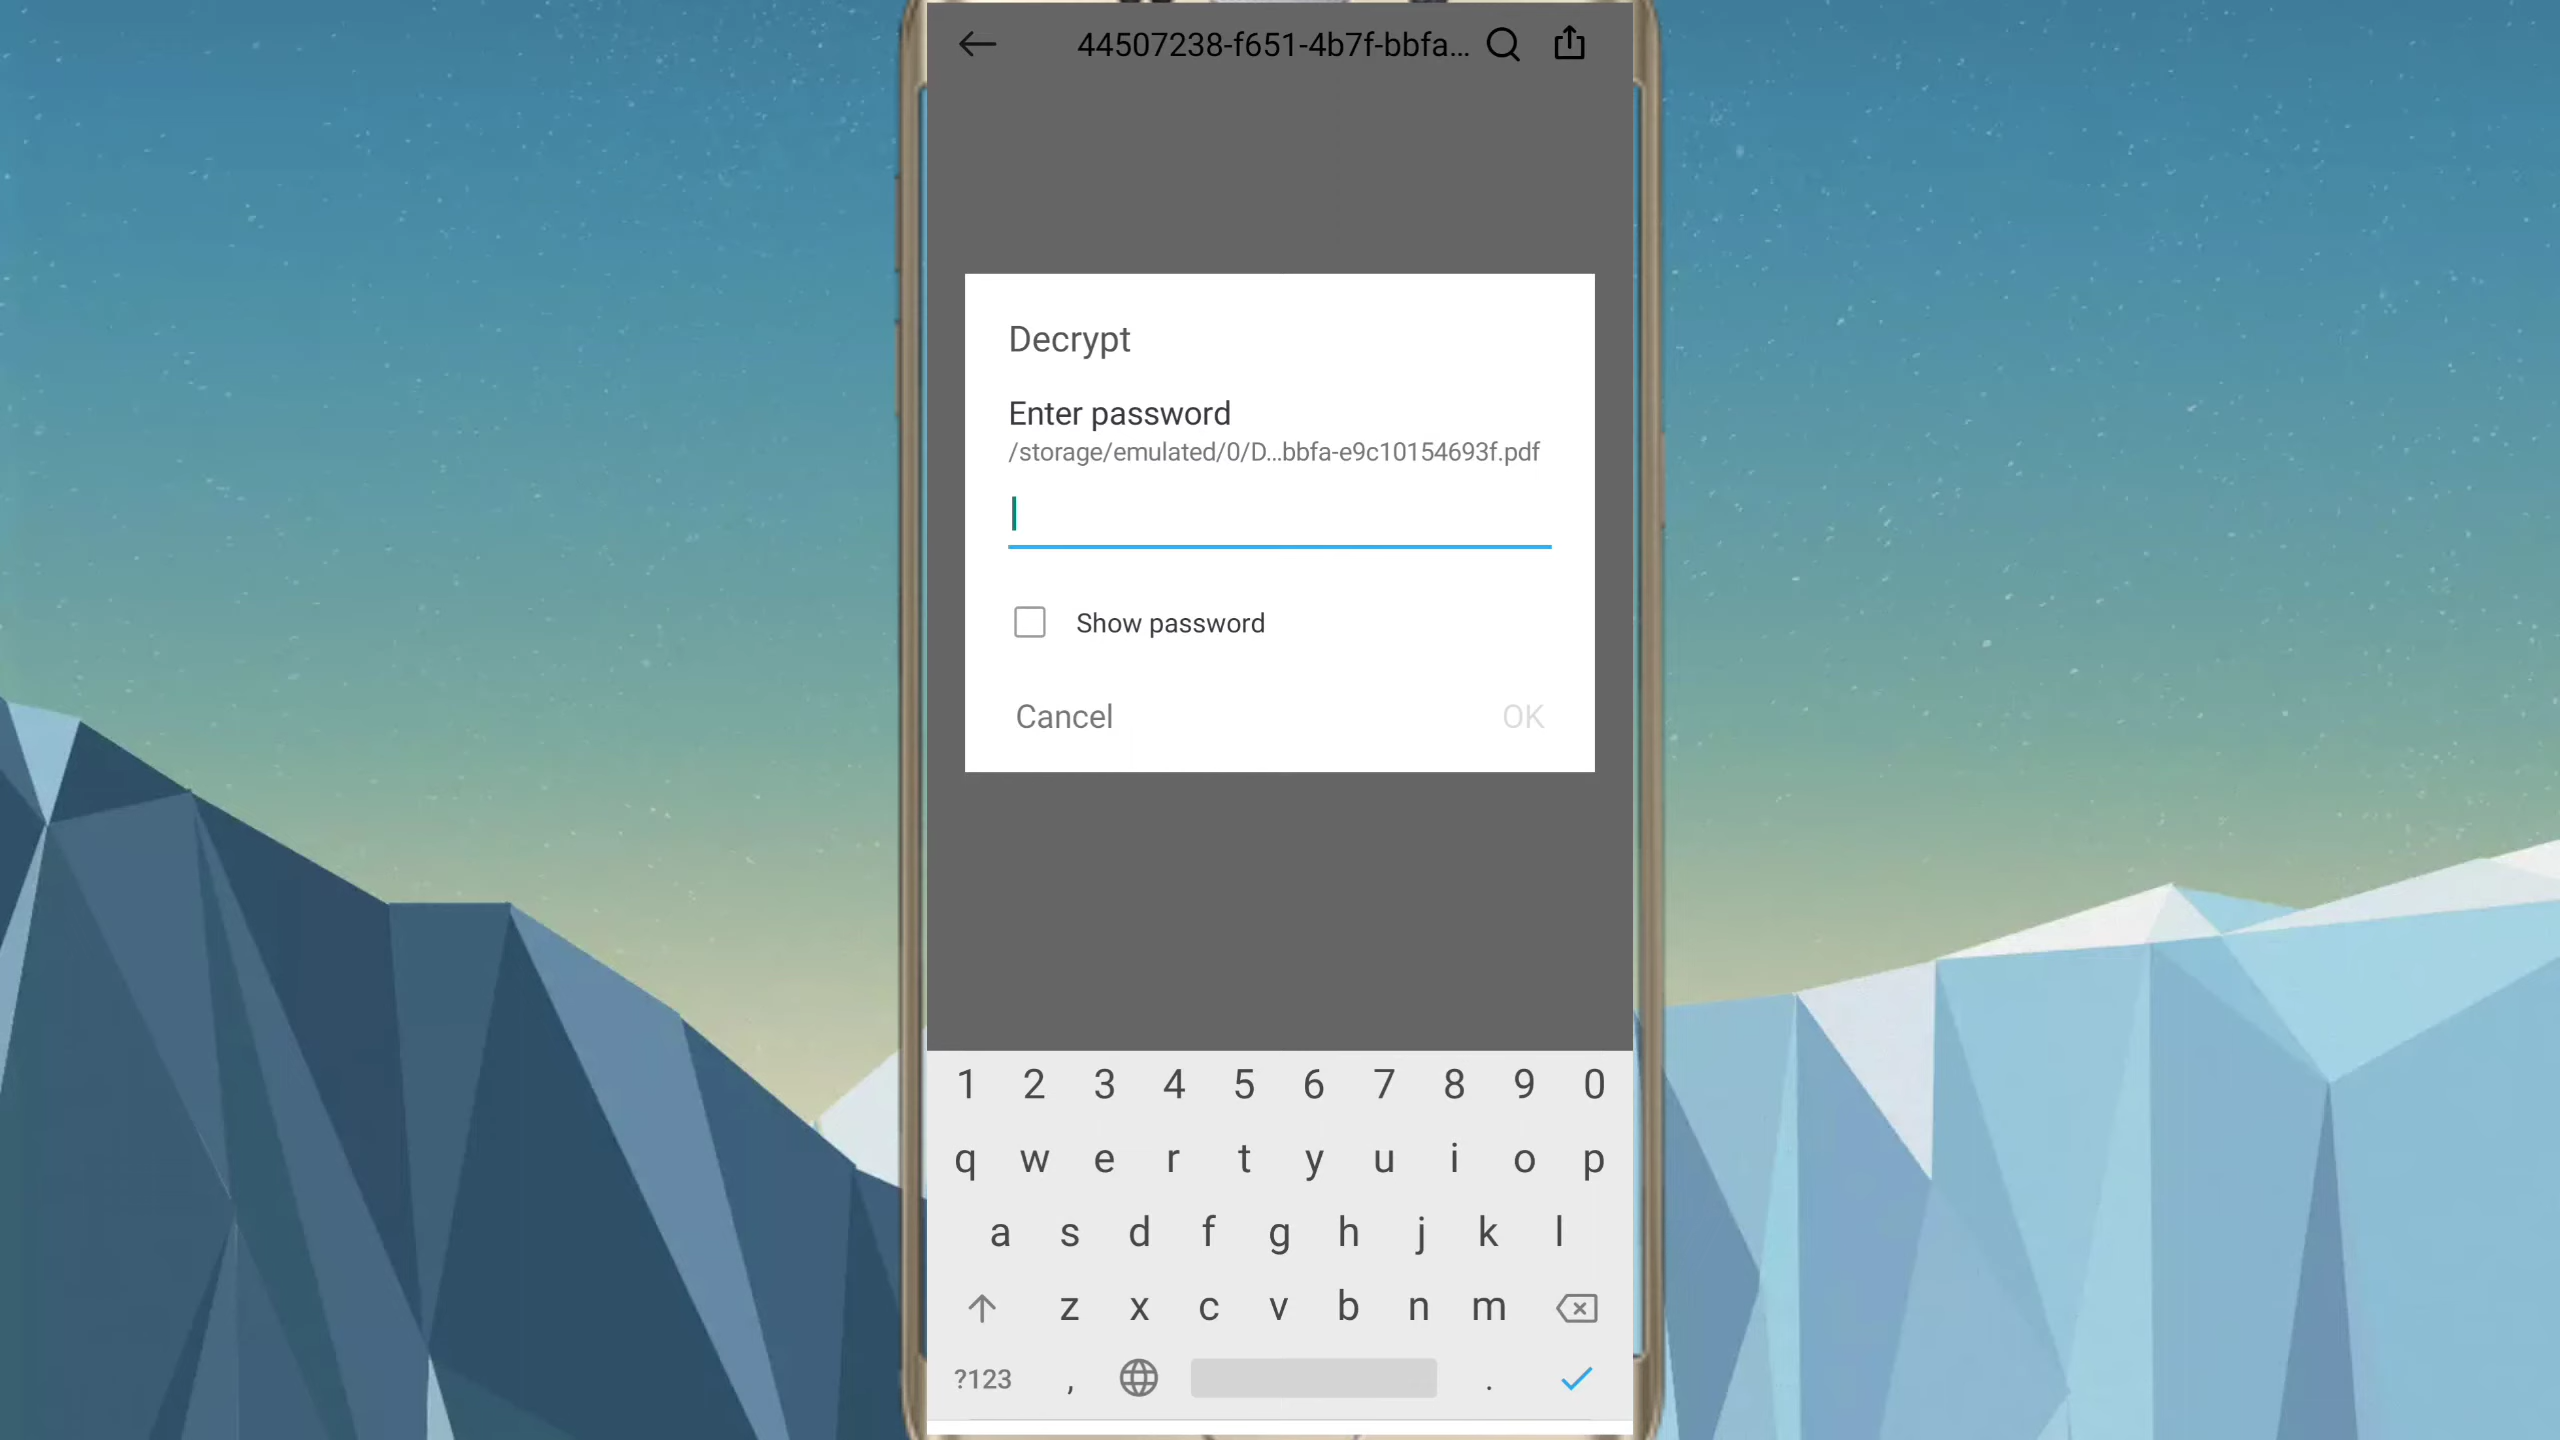 44507238-f651-4b7f-bbfa...
Decrypt
Enter password
/storage/emulated/0/D...bbfa-e9c10154693f.pdf
Show password
Cancel OK
1 2 3 4 5 6 7 8 9 0
q w e r t y u i o p
a s d f g h j k l
z x c v b n m
?123 , .